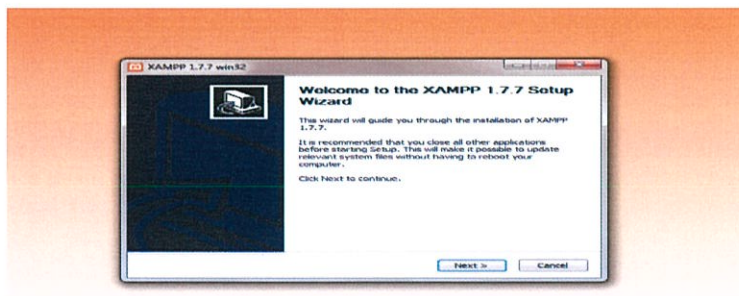 XAMPP 1.7.7 win32
Welcome to the XAMPP 1.7.7 Setup
Wizard
This wizard will guide you through the installation of XAMPP
1.7.7.
It is recommended that you close all other applications
before starting Setup. This will make it possible to update
relevant system files without having to reboot your
computer.
Click Next to continue.
Next >
Cancel